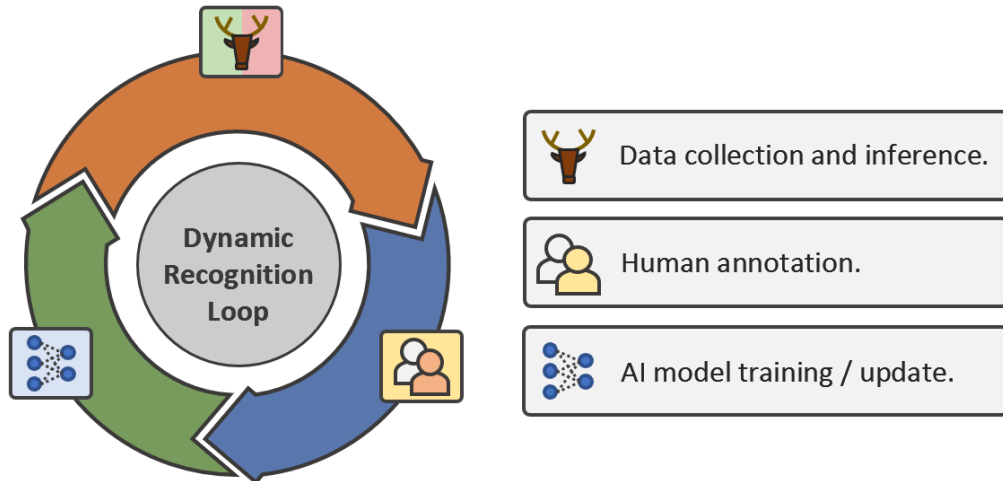 Dynamic
Recognition
Loop
Data collection and inference.
Human annotation.
AI model training / update.